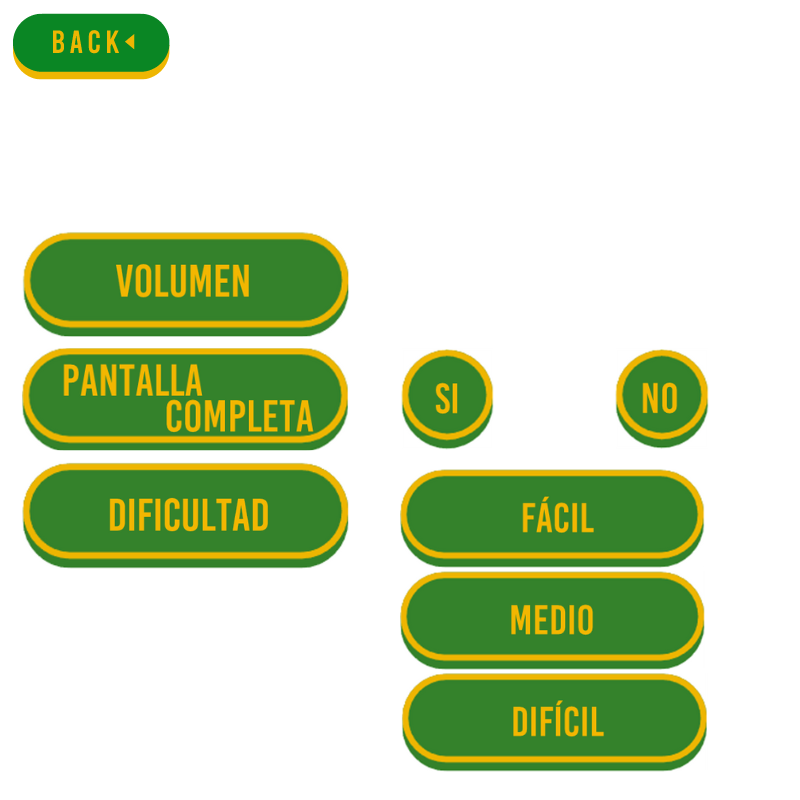 BACK
VOLUMEN
PANTALLA
COMPLETA
SI
NO
DIFICULTAD
FÁCIL
MEDIO
DIFÍCIL